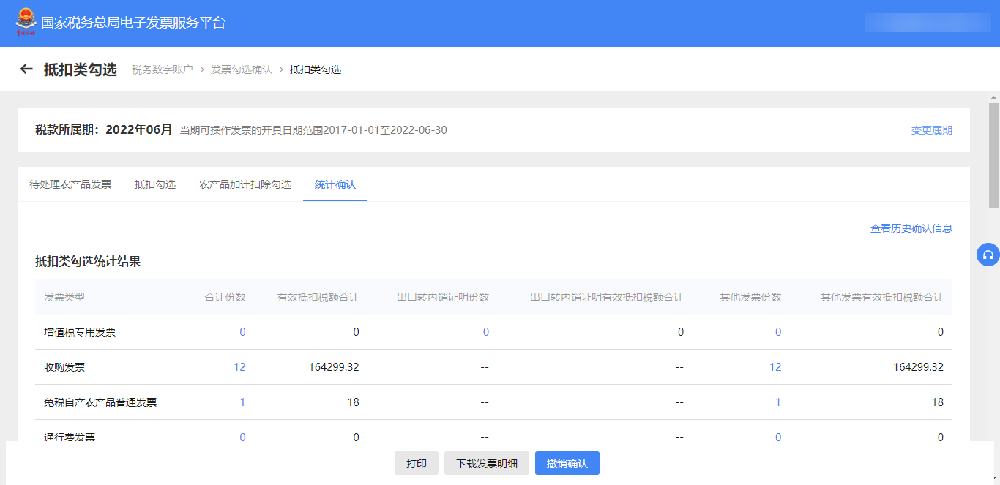 国家税务总局电子发票服务平台
抵扣类勾选 税务数字账户 > 发票勾选确认 > 抵扣类勾选
税款所属期：2022年06月 当期可操作发票的开具日期范围2017-01-01至2022-06-30 变更属期
待处理农产品发票 抵扣勾选 农产品加计扣除勾选 统计确认
查看历史确认信息
抵扣类勾选统计结果
发票类型 合计份数 有效抵扣税额合计 出口转内销证明份数 出口转内销证明有效抵扣税额合计 其他发票份数 其他发票有效抵扣税额合计
增值税专用发票 0 0 0 0 0 0
收购发票 12 164299.32 -- -- 12 164299.32
免税自产农产品普通发票 1 18 -- -- 1 18
通行费发票 0 0 -- -- 0 0
打印 下载发票明细 撤销确认